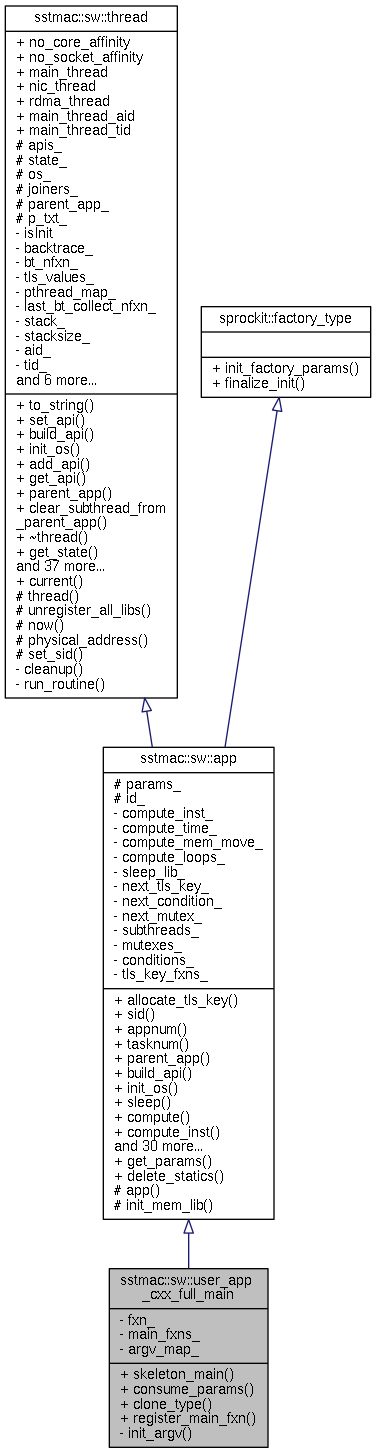 sstmac::sw::thread
+ no_core_affinity
+ no_socket_affinity
+ main_thread
+ nic_thread
+ rdma_thread
+ main_thread_aid
+ main_thread_tid
# apis_
# state_
# os_
# joiners_
# parent_app_
# p_txt_
- isInit
- backtrace_
- bt_nfxn_
- tls_values_
- pthread_map_
- last_bt_collect_nfxn_
- stack_
- stacksize_
- aid_
- tid_
and 6 more...
+ to_string()
+ set_api()
+ build_api()
+ init_os()
+ add_api()
+ get_api()
+ parent_app()
+ clear_subthread_from
_parent_app()
+ ~thread()
+ get_state()
and 37 more...
+ current()
# thread()
# unregister_all_libs()
# now()
# physical_address()
# set_sid()
- cleanup()
- run_routine()
sprockit::factory_type
+ init_factory_params()
+ finalize_init()
sstmac::sw::app
# params_
# id_
- compute_inst_
- compute_time_
- compute_mem_move_
- compute_loops_
- sleep_lib_
- next_tls_key_
- next_condition_
- next_mutex_
- subthreads_
- mutexes_
- conditions_
- tls_key_fxns_
+ allocate_tls_key()
+ sid()
+ appnum()
+ tasknum()
+ parent_app()
+ build_api()
+ init_os()
+ sleep()
+ compute()
+ compute_inst()
and 30 more...
+ get_params()
+ delete_statics()
# app()
# init_mem_lib()
sstmac::sw::user_app
_cxx_full_main
- fxn_
- main_fxns_
- argv_map_
+ skeleton_main()
+ consume_params()
+ clone_type()
+ register_main_fxn()
- init_argv()